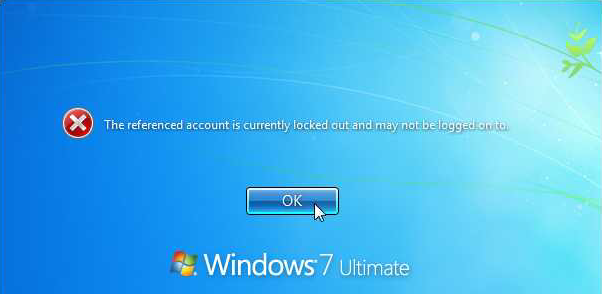 The referenced account is currently locked out and may not be logged on to.
OK
Windows 7 Ultimate